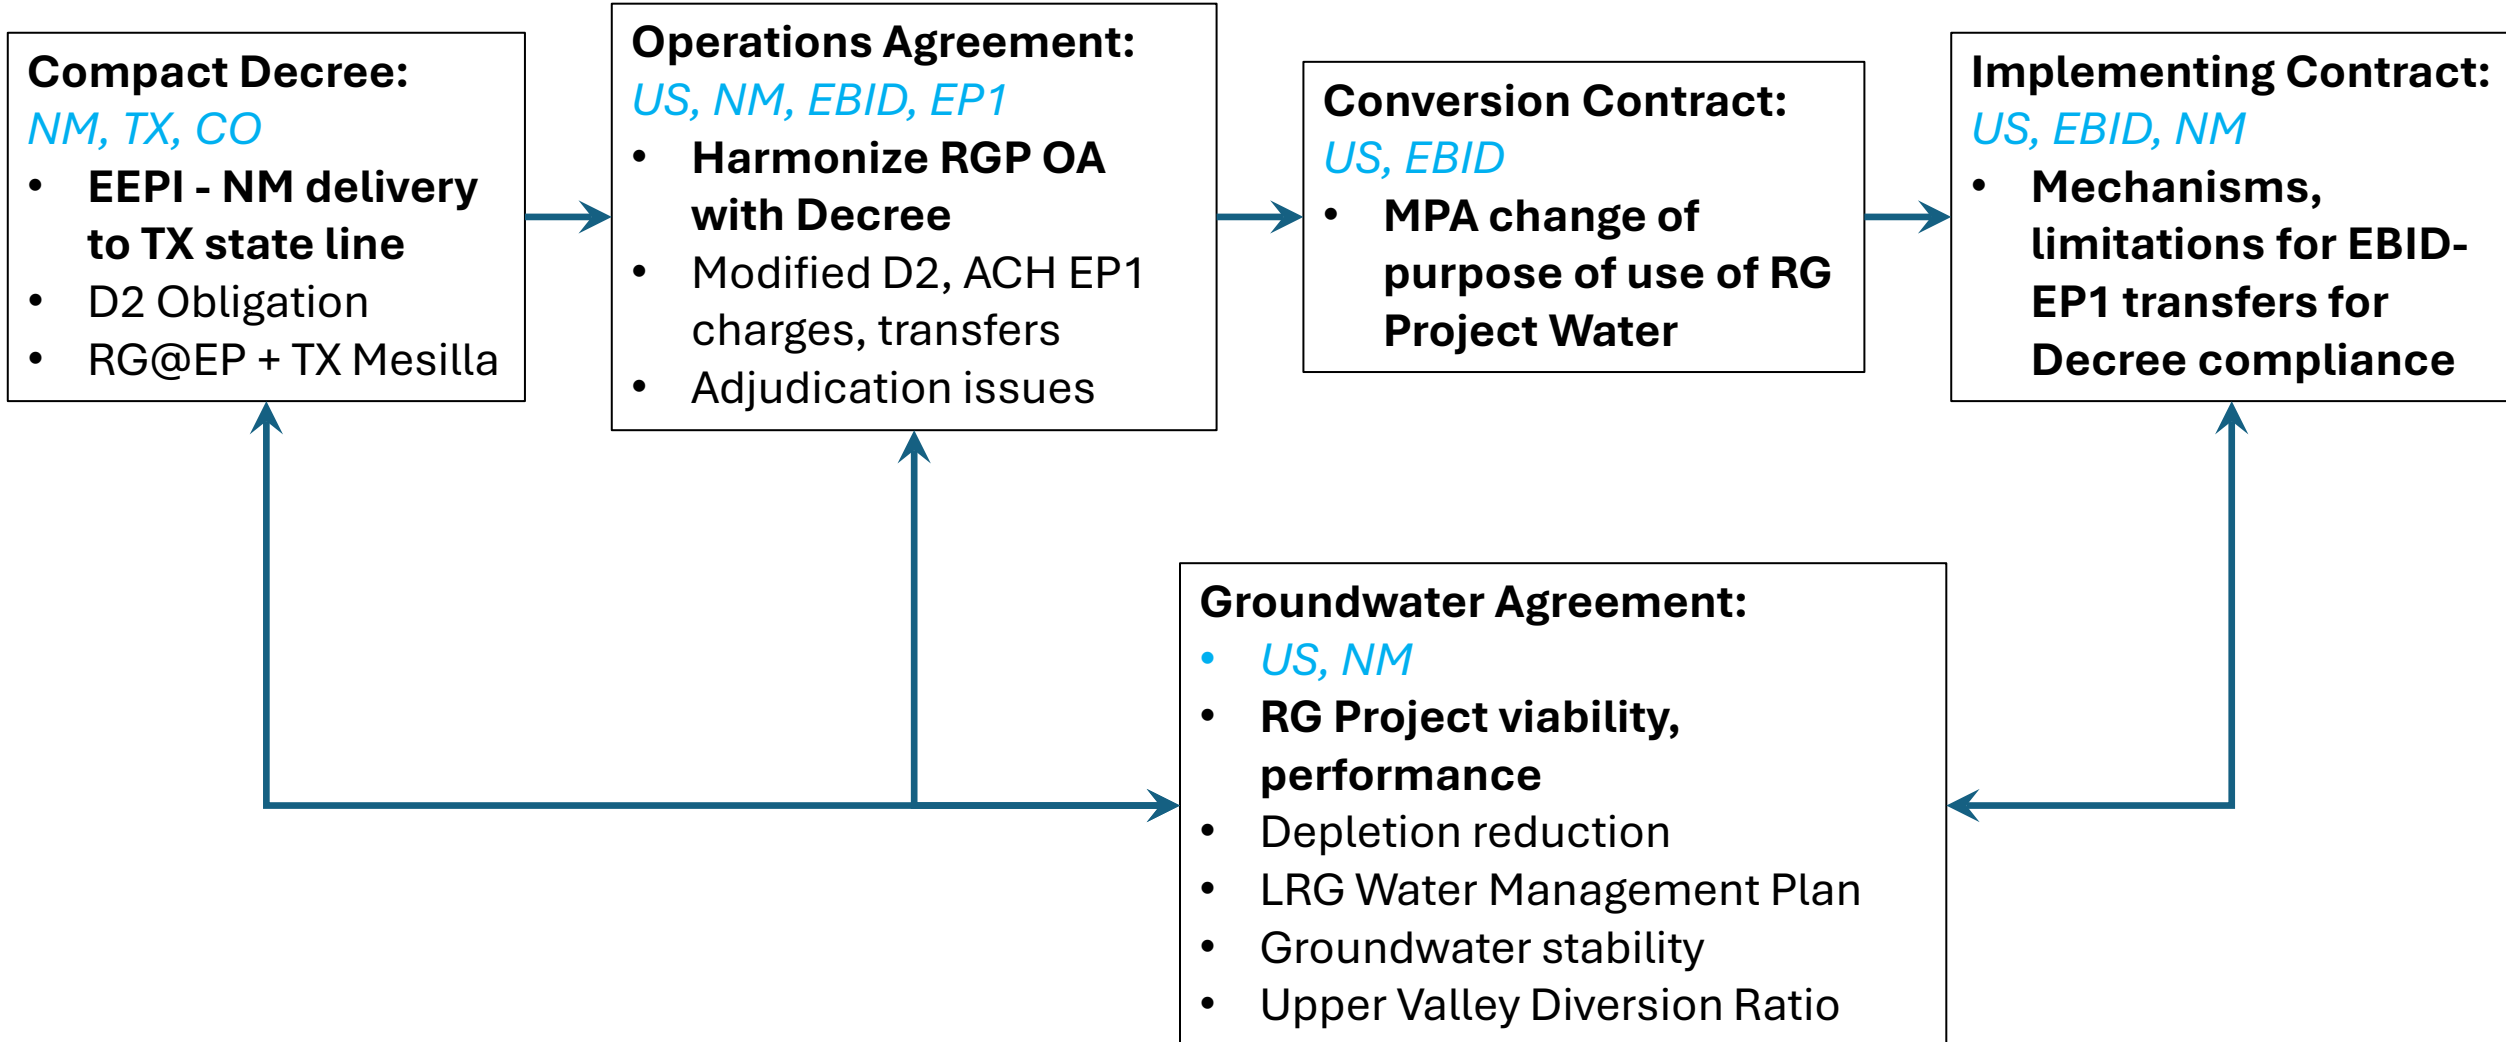 Compact Decree:
NM, TX, CO
• EEPI - NM delivery
to TX state line
• D2 Obligation
• RG@EP + TX Mesilla
Operations Agreement:
US, NM, EBID, EP1
• Harmonize RGP OA
with Decree
• Modified D2, ACH EP1
charges, transfers
• Adjudication issues
Conversion Contract:
US, EBID
• MPA change of
purpose of use of RG
Project Water
Implementing Contract:
US, EBID, NM
• Mechanisms,
limitations for EBID-
EP1 transfers for
Decree compliance
Groundwater Agreement:
• US, NM
• RG Project viability,
performance
• Depletion reduction
• LRG Water Management Plan
• Groundwater stability
• Upper Valley Diversion Ratio